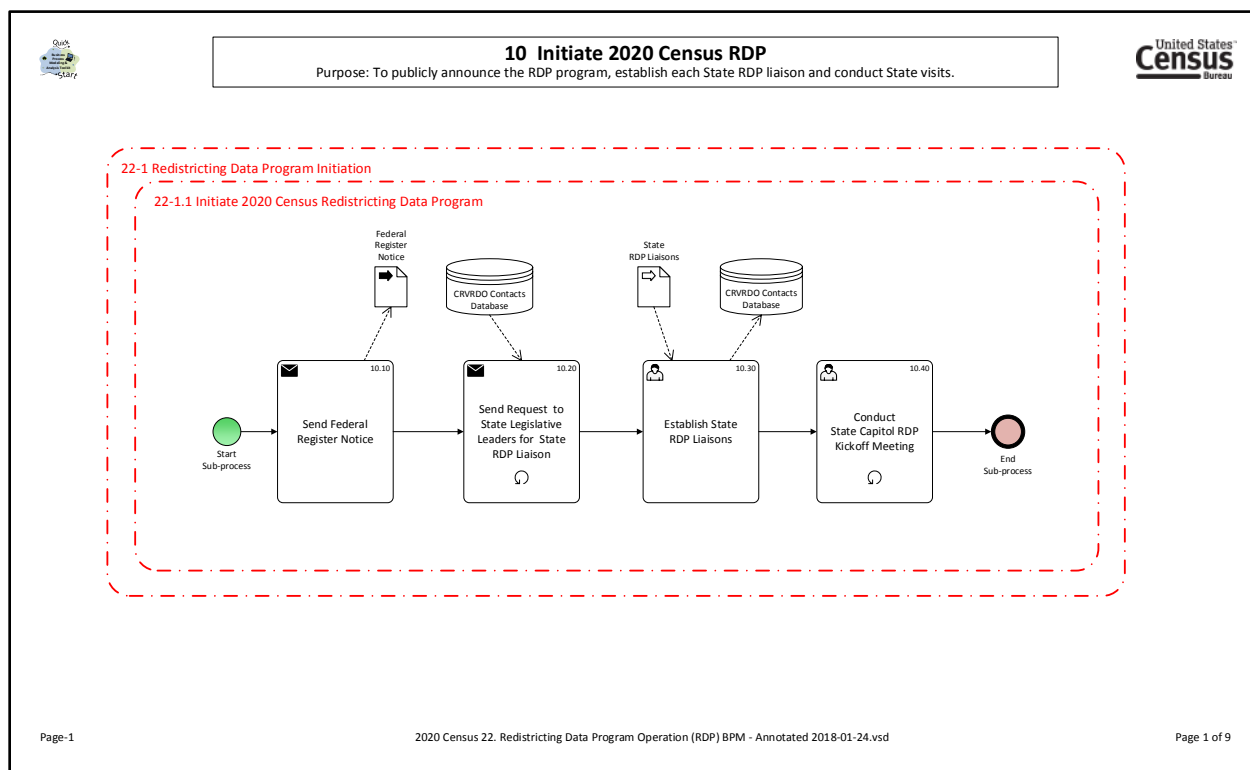 Quick
Start
10 Initiate 2020 Census RDP
Purpose: To publicly announce the RDP program, establish each State RDP liaison and conduct State visits.
United States™
Census
Bureau
22-1 Redistricting Data Program Initiation
22-1.1 Initiate 2020 Census Redistricting Data Program
Federal
Register
Notice
CRVRDO Contacts
Database
State
RDP Liaisons
CRVRDO Contacts
Database
Start
Sub-process
10.10
Send Federal
Register Notice
10.20
Send Request to
State Legislative
Leaders for State
RDP Liaison
10.30
Establish State
RDP Liaisons
10.40
Conduct
State Capitol RDP
Kickoff Meeting
End
Sub-process
Page-1
2020 Census 22. Redistricting Data Program Operation (RDP) BPM - Annotated 2018-01-24.vsd
Page 1 of 9